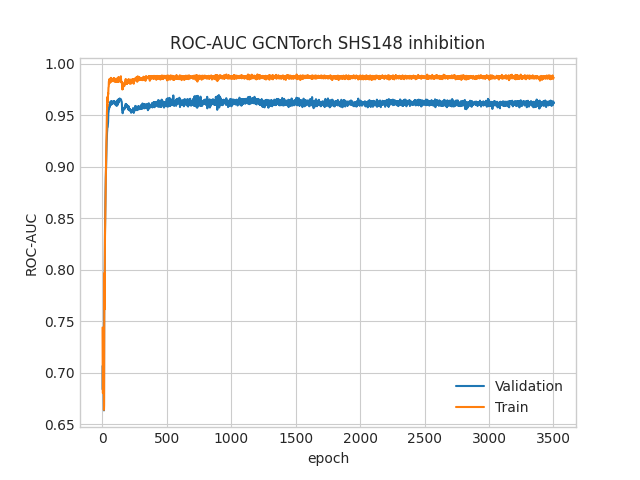 ROC-AUC GCNTorch SHS148 inhibition
1.00
0.95
0.90
0.85
0.80
0.75
0.70
0.65
ROC-AUC
Validation
Train
0 500 1000 1500 2000 2500 3000 3500
epoch